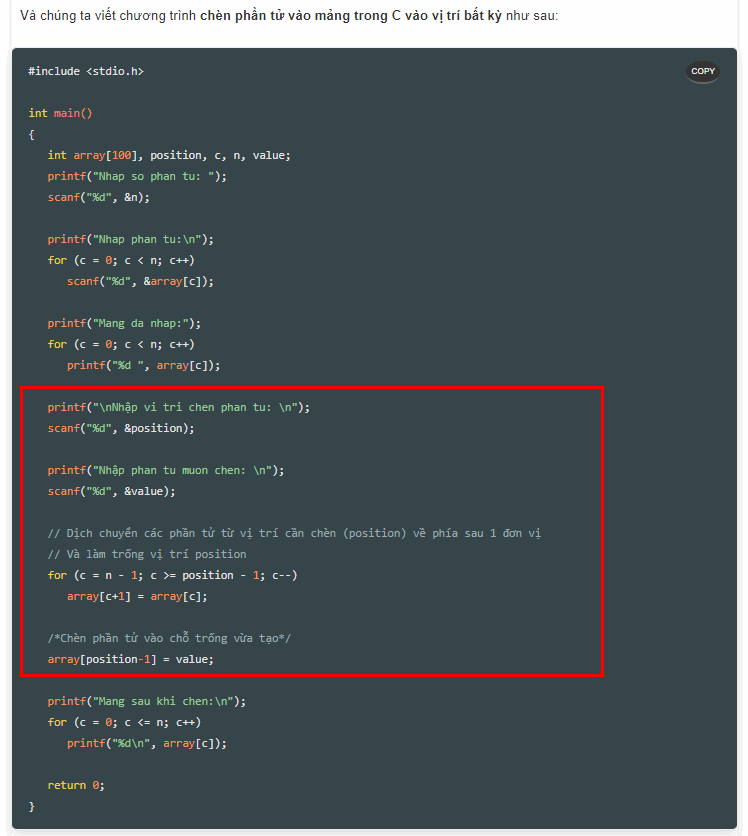 Và chúng ta viết chương trình chèn phần tử vào mảng trong C vào vị trí bất kỳ như sau:
COPY
#include <stdio.h>
int main()
{
int array[100], position, c, n, value;
printf("Nhap so phan tu: ");
scanf("%d", &n);
printf("Nhap phan tu:\n");
for (c = 0; c < n; c++)
scanf("%d", &array[c]);
printf("Mang da nhap:");
for (c = 0; c < n; c++)
printf("%d ", array[c]);
printf("\nNhập vi tri chen phan tu: \n");
scanf("%d", &position);
printf("Nhập phan tu muon chen: \n");
scanf("%d", &value);
// Dịch chuyển các phần tử từ vị trí cần chèn (position) về phía sau 1 đơn vị
// Và làm trống vị trí position
for (c = n - 1; c >= position - 1; c--)
array[c+1] = array[c];
/*Chèn phần tử vào chỗ trống vừa tạo*/
array[position-1] = value;
printf("Mang sau khi chen:\n");
for (c = 0; c <= n; c++)
printf("%d\n", array[c]);
return 0;
}